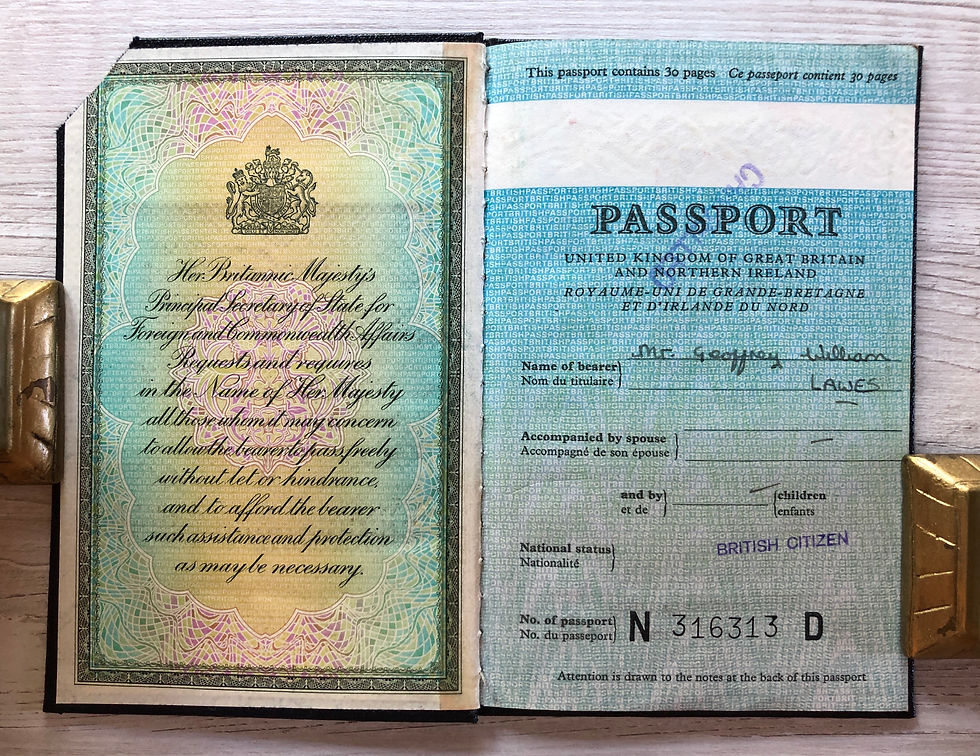 Her Britannic Majesty's
Principal Secretary of State for
Foreign and Commonwealth Affairs
Requests and requires
in the Name of Her Majesty
all those whom it may concern
to allow the bearer to pass freely
without let or hindrance,
and to afford the bearer
such assistance and protection
as may be necessary.
This passport contains 30 pages Ce passeport contient 30 pages
PASSPORT
UNITED KINGDOM OF GREAT BRITAIN
AND NORTHERN IRELAND
ROYAUME-UNI DE GRANDE-BRETAGNE
ET D'IRLANDE DU NORD
Mr Geoffrey William
Name of bearer
Nom du titulaire LAWES
Accompanied by spouse —
Accompagné de son épouse
and by — children
et de enfants
National status BRITISH CITIZEN
Nationalité
No. of passport N 316313 D
No. du passeport
Attention is drawn to the notes at the back of this passport